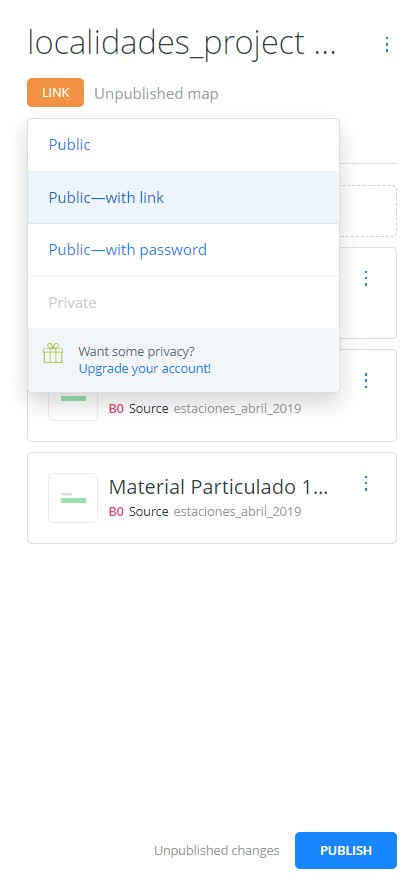 localidades_project ...
LINK Unpublished map
Public
Public—with link
Public—with password
Private
Want some privacy?
Upgrade your account!
B0 Source estaciones_abril_2019
Material Particulado 1...
B0 Source estaciones_abril_2019
Unpublished changes PUBLISH